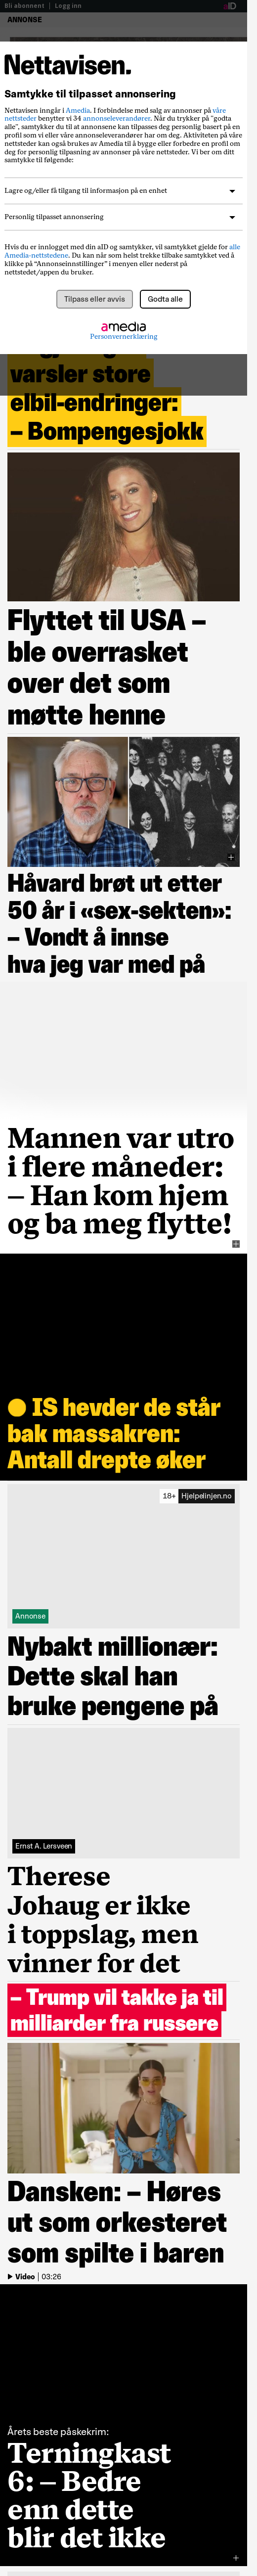 Bli abonnent | Logg inn
aID
ANNONSE
Nettavisen.
Samtykke til tilpasset annonsering
Nettavisen inngår i Amedia. I forbindelse med salg av annonser på våre
nettsteder benytter vi 34 annonseleverandører. Når du trykker på "godta
alle", samtykker du til at annonsene kan tilpasses deg personlig basert på en
profil som vi eller våre annonseleverandører har om deg. Aktiviteten på våre
nettsteder kan også brukes av Amedia til å bygge eller forbedre en profil om
deg for personlig tilpasning av annonser på våre nettsteder. Vi ber om ditt
samtykke til følgende:
Lagre og/eller få tilgang til informasjon på en enhet
Personlig tilpasset annonsering
Hvis du er innlogget med din aID og samtykker, vil samtykket gjelde for alle
Amedia-nettstedene. Du kan når som helst trekke tilbake samtykket ved å
klikke på “Annonseinnstillinger” i menyen eller nederst på
nettstedet/appen du bruker.
Tilpass eller avvis
Godta alle
amedia
Personvernerklæring
varsler store
elbil-endringer:
– Bompengesjokk
Flyttet til USA –
ble overrasket
over det som
møtte henne
Håvard brøt ut etter
50 år i «sex-sekten»:
– Vondt å innse
hva jeg var med på
Mannen var utro
i flere måneder:
– Han kom hjem
og ba meg flytte!
IS hevder de står
bak massakren:
Antall drepte øker
18+ Hjelpelinjen.no
Annonse
Nybakt millionær:
Dette skal han
bruke pengene på
Ernst A. Lersveen
Therese
Johaug er ikke
i toppslag, men
vinner for det
– Trump vil takke ja til
milliarder fra russere
Dansken: – Høres
ut som orkesteret
som spilte i baren
Video | 03:26
Årets beste påskekrim:
Terningkast
6: – Bedre
enn dette
blir det ikke